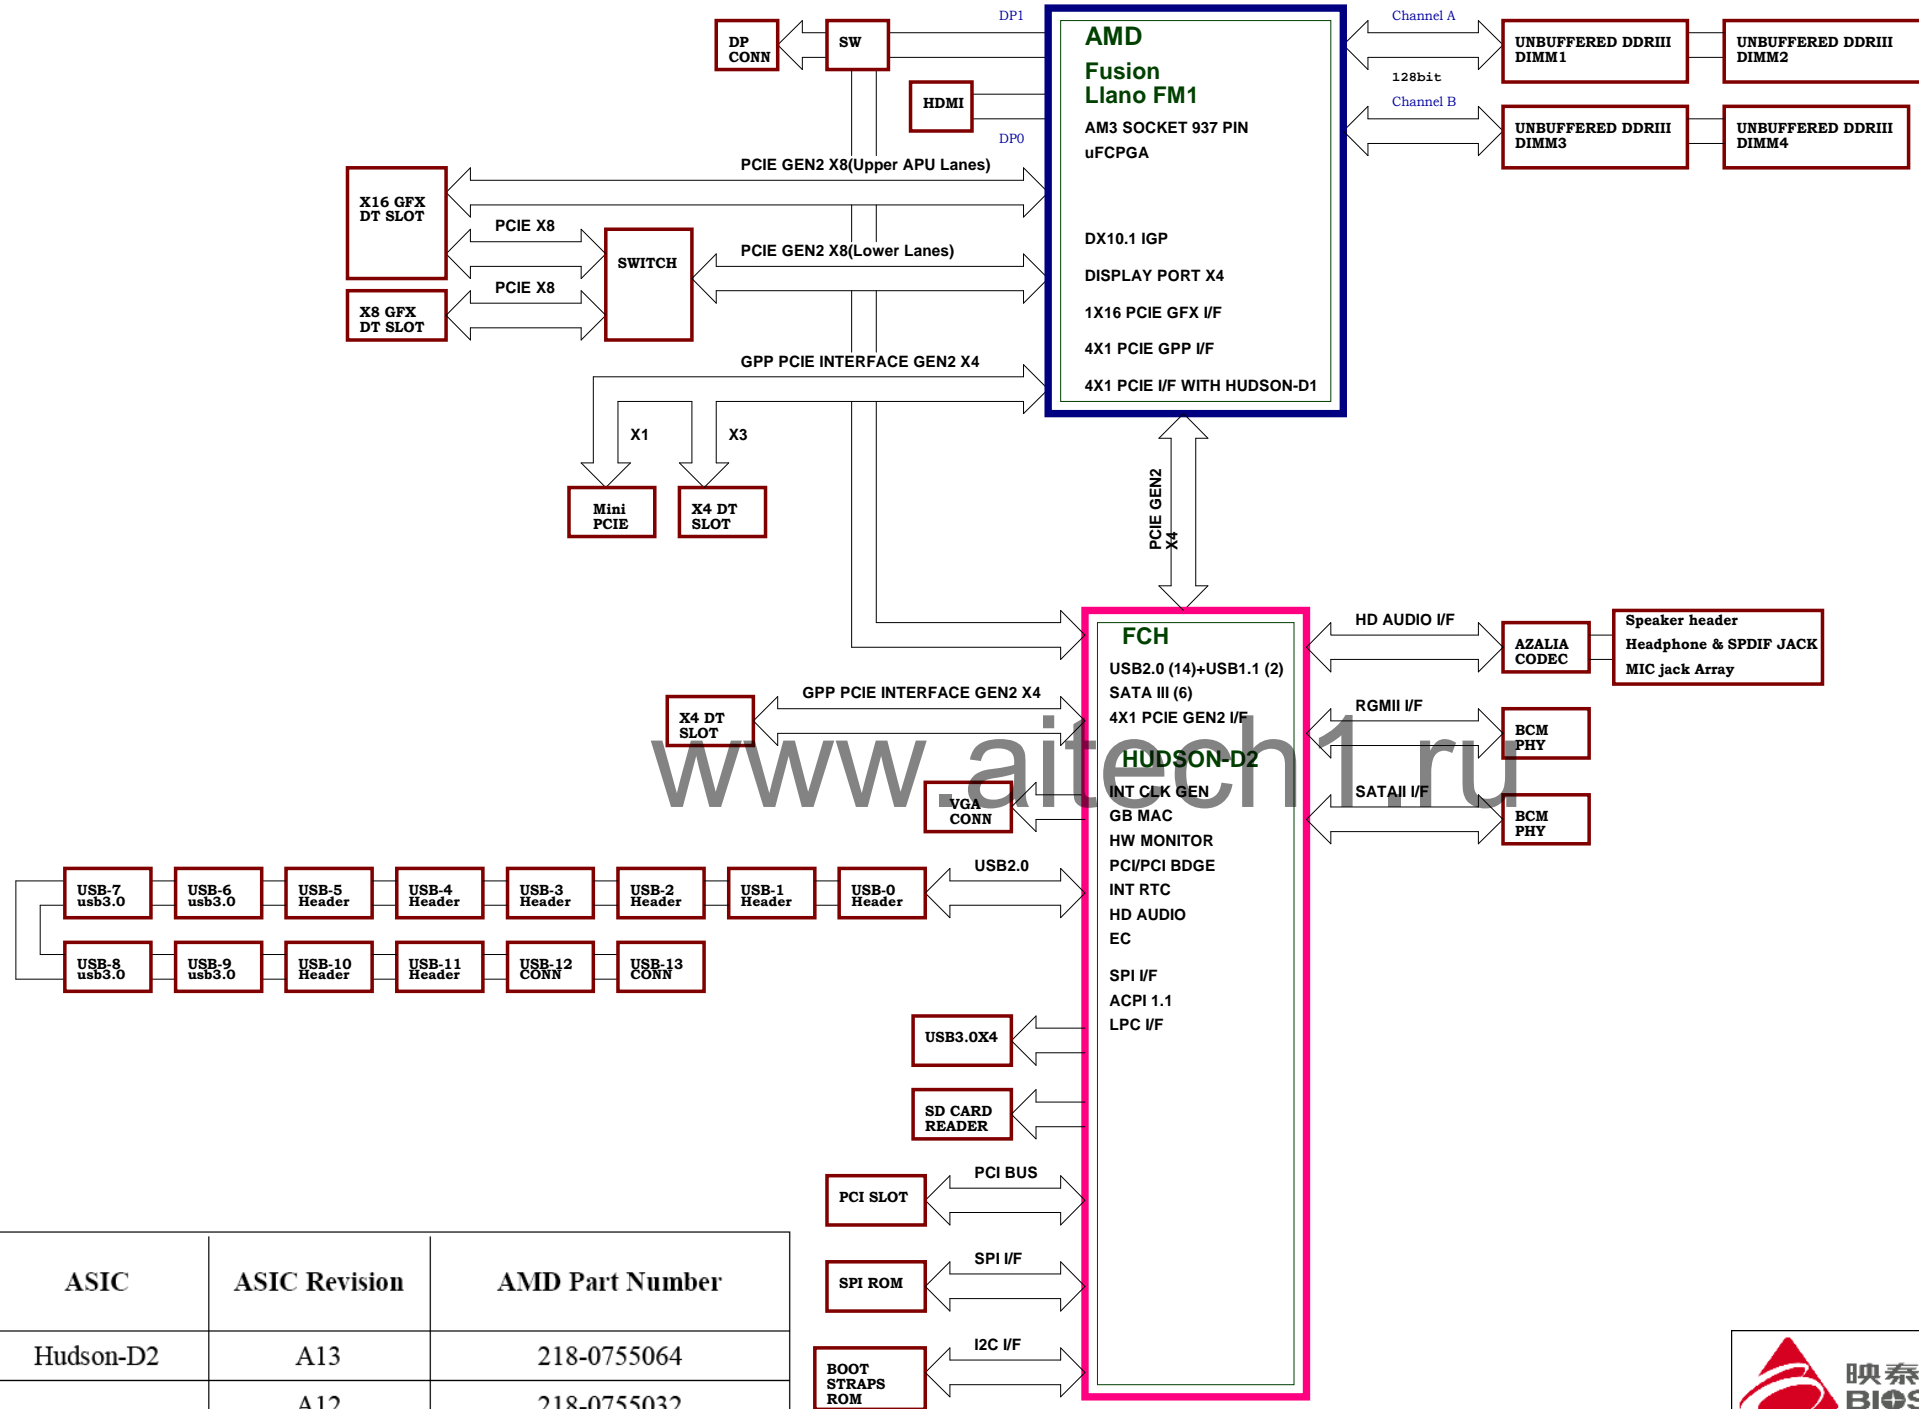 DP1
DP
CONN
SW
HDMI
DP0
AMD
Fusion
Llano FM1
AM3 SOCKET 937 PIN
uFCPGA
DX10.1 IGP
DISPLAY PORT X4
1X16 PCIE GFX I/F
4X1 PCIE GPP I/F
4X1 PCIE I/F WITH HUDSON-D1
Channel A
128bit
Channel B
UNBUFFERED DDRIII
DIMM1
UNBUFFERED DDRIII
DIMM2
UNBUFFERED DDRIII
DIMM3
UNBUFFERED DDRIII
DIMM4
PCIE GEN2 X8(Upper APU Lanes)
X16 GFX
DT SLOT
PCIE X8
SWITCH
PCIE GEN2 X8(Lower Lanes)
PCIE X8
X8 GFX
DT SLOT
GPP PCIE INTERFACE GEN2 X4
X1
X3
Mini
PCIE
X4 DT
SLOT
PCIE GEN2
X4
FCH
USB2.0 (14)+USB1.1 (2)
SATA III (6)
4X1 PCIE GEN2 I/F
HUDSON-D2
INT CLK GEN
GB MAC
HW MONITOR
PCI/PCI BDGE
INT RTC
HD AUDIO
EC
SPI I/F
ACPI 1.1
LPC I/F
HD AUDIO I/F
AZALIA
CODEC
Speaker header
Headphone & SPDIF JACK
MIC jack Array
RGMII I/F
BCM
PHY
SATAII I/F
BCM
PHY
GPP PCIE INTERFACE GEN2 X4
X4 DT
SLOT
www.aitech1.ru
VGA
CONN
USB2.0
USB-7
usb3.0
USB-6
usb3.0
USB-5
Header
USB-4
Header
USB-3
Header
USB-2
Header
USB-1
Header
USB-0
Header
USB-8
usb3.0
USB-9
usb3.0
USB-10
Header
USB-11
Header
USB-12
CONN
USB-13
CONN
USB3.0X4
SD CARD
READER
PCI BUS
PCI SLOT
SPI I/F
SPI ROM
I2C I/F
BOOT
STRAPS
ROM
ASIC ASIC Revision AMD Part Number
Hudson-D2 A13 218-0755064
A12 218-0755032
映泰
BIOS